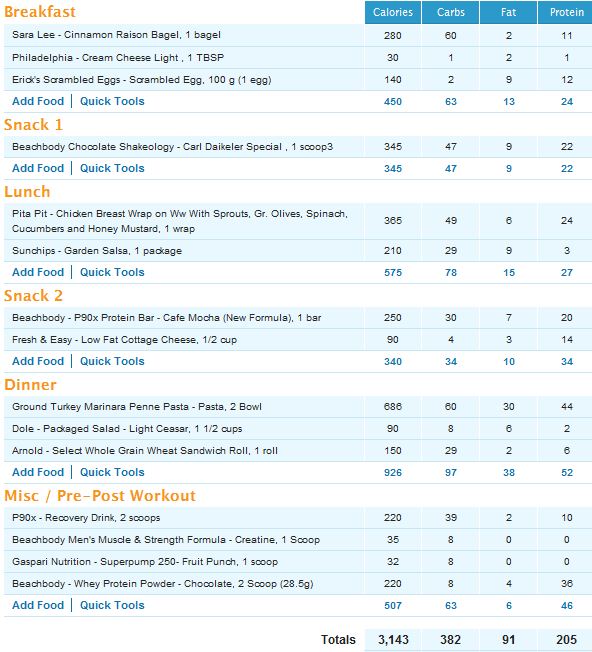 Breakfast Calories Carbs Fat Protein
Sara Lee - Cinnamon Raison Bagel, 1 bagel 280 60 2 11
Philadelphia - Cream Cheese Light , 1 TBSP 30 1 2 1
Erick's Scrambled Eggs - Scrambled Egg, 100 g (1 egg) 140 2 9 12
Add Food | Quick Tools 450 63 13 24
Snack 1
Beachbody Chocolate Shakeology - Carl Daikeler Special , 1 scoop3 345 47 9 22
Add Food | Quick Tools 345 47 9 22
Lunch
Pita Pit - Chicken Breast Wrap on Ww With Sprouts, Gr. Olives, Spinach, 365 49 6 24
Cucumbers and Honey Mustard, 1 wrap
Sunchips - Garden Salsa, 1 package 210 29 9 3
Add Food | Quick Tools 575 78 15 27
Snack 2
Beachbody - P90x Protein Bar - Cafe Mocha (New Formula), 1 bar 250 30 7 20
Fresh & Easy - Low Fat Cottage Cheese, 1/2 cup 90 4 3 14
Add Food | Quick Tools 340 34 10 34
Dinner
Ground Turkey Marinara Penne Pasta - Pasta, 2 Bowl 686 60 30 44
Dole - Packaged Salad - Light Ceasar, 1 1/2 cups 90 8 6 2
Arnold - Select Whole Grain Wheat Sandwich Roll, 1 roll 150 29 2 6
Add Food | Quick Tools 926 97 38 52
Misc / Pre-Post Workout
P90x - Recovery Drink, 2 scoops 220 39 2 10
Beachbody Men's Muscle & Strength Formula - Creatine, 1 Scoop 35 8 0 0
Gaspari Nutrition - Superpump 250- Fruit Punch, 1 scoop 32 8 0 0
Beachbody - Whey Protein Powder - Chocolate, 2 Scoop (28.5g) 220 8 4 36
Add Food | Quick Tools 507 63 6 46
Totals 3,143 382 91 205